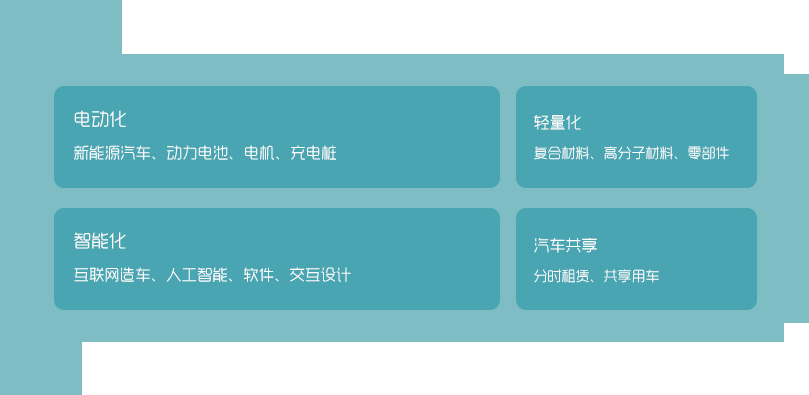 电动化
新能源汽车、动力电池、电机、充电桩
轻量化
复合材料、高分子材料、零部件
智能化
互联网造车、人工智能、软件、交互设计
汽车共享
分时租赁、共享用车